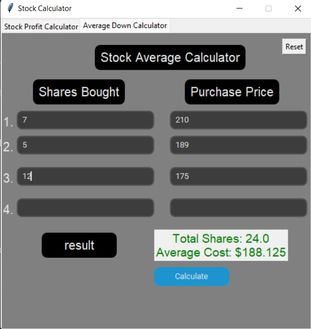 Stock Calculator
Stock Profit Calculator Average Down Calculator
Reset
Stock Average Calculator
Shares Bought Purchase Price
1. 7 210
2. 5 189
3. 12 175
4.
result Total Shares: 24.0
Average Cost: $188.125
Calculate